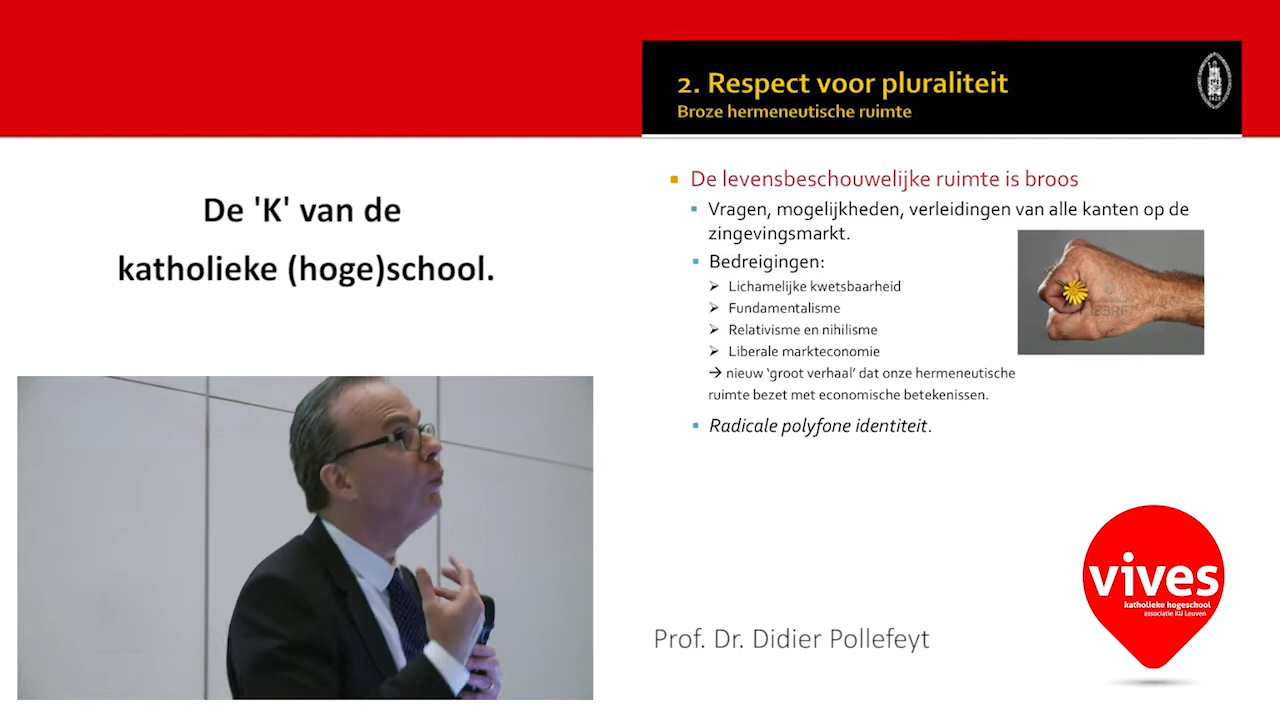 2. Respect voor pluraliteit
Broze hermeneutische ruimte
De 'K' van de
katholieke (hoge)school.
De levensbeschouwelijke ruimte is broos
Vragen, mogelijkheden, verleidingen van alle kanten op de
zingevingsmarkt.
Bedreigingen:
Lichamelijke kwetsbaarheid
Fundamentalisme
Relativisme en nihilisme
Liberale markteconomie
→ nieuw ‘groot verhaal’ dat onze hermeneutische
ruimte bezet met economische betekenissen.
Radicale polyfone identiteit.
Prof. Dr. Didier Pollefeyt
vives
katholieke hogeschool
associatie KU Leuven